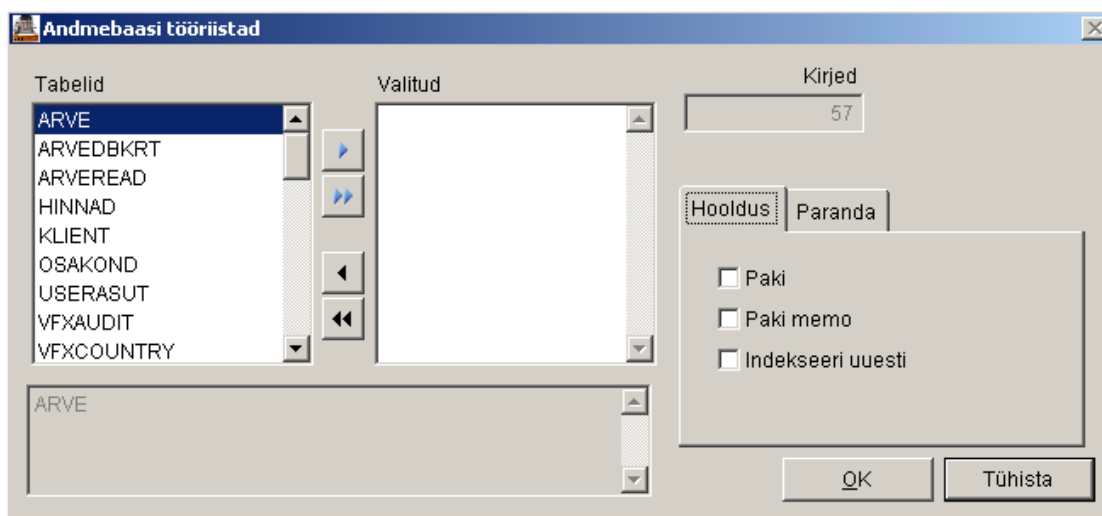 Andmebaasi tööriistad
Tabelid
Valitud
Kirjed
57
ARVE
ARVEDBKRT
ARVEREAD
HINNAD
KLIENT
OSAKOND
USERASUT
VFXAUDIT
VFXCOUNTRY
Hooldus
Paranda
Paki
Paki memo
Indekseeri uuesti
ARVE
OK
Tühista